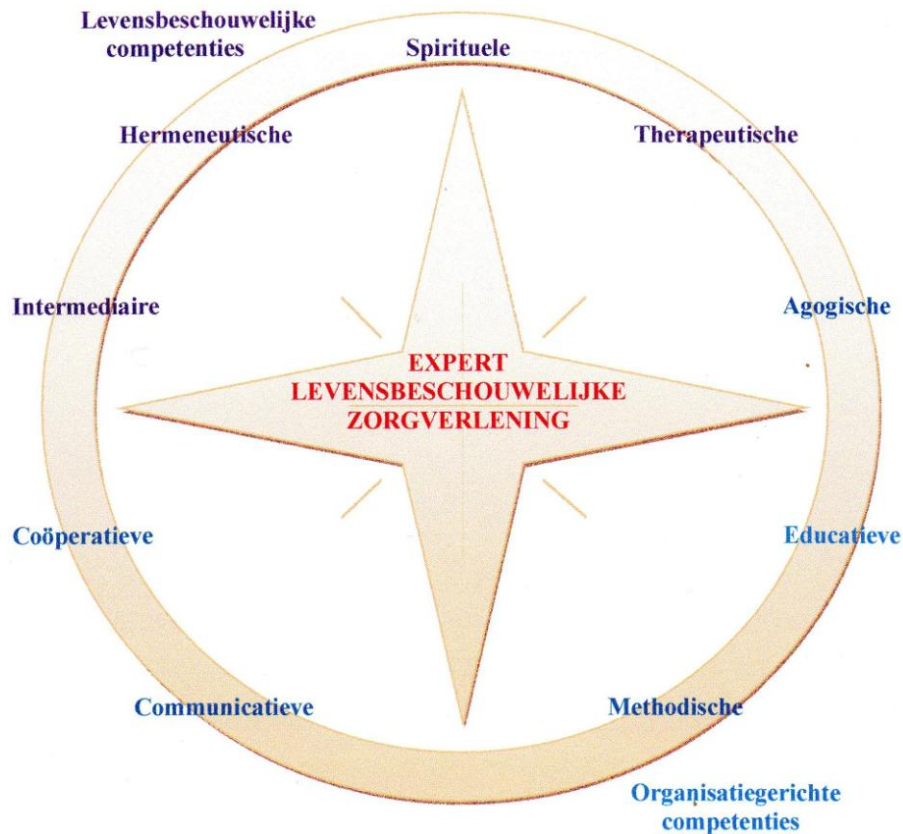 Levensbeschouwelijke
competenties
Spirituele
Hermeneutische
Therapeutische
Intermediaire
Agogische
EXPERT
LEVENSBESCHOUWELIJKE
ZORGVERLENING
Coöperatieve
Educatieve
Communicatieve
Methodische
Organisatiegerichte
competenties